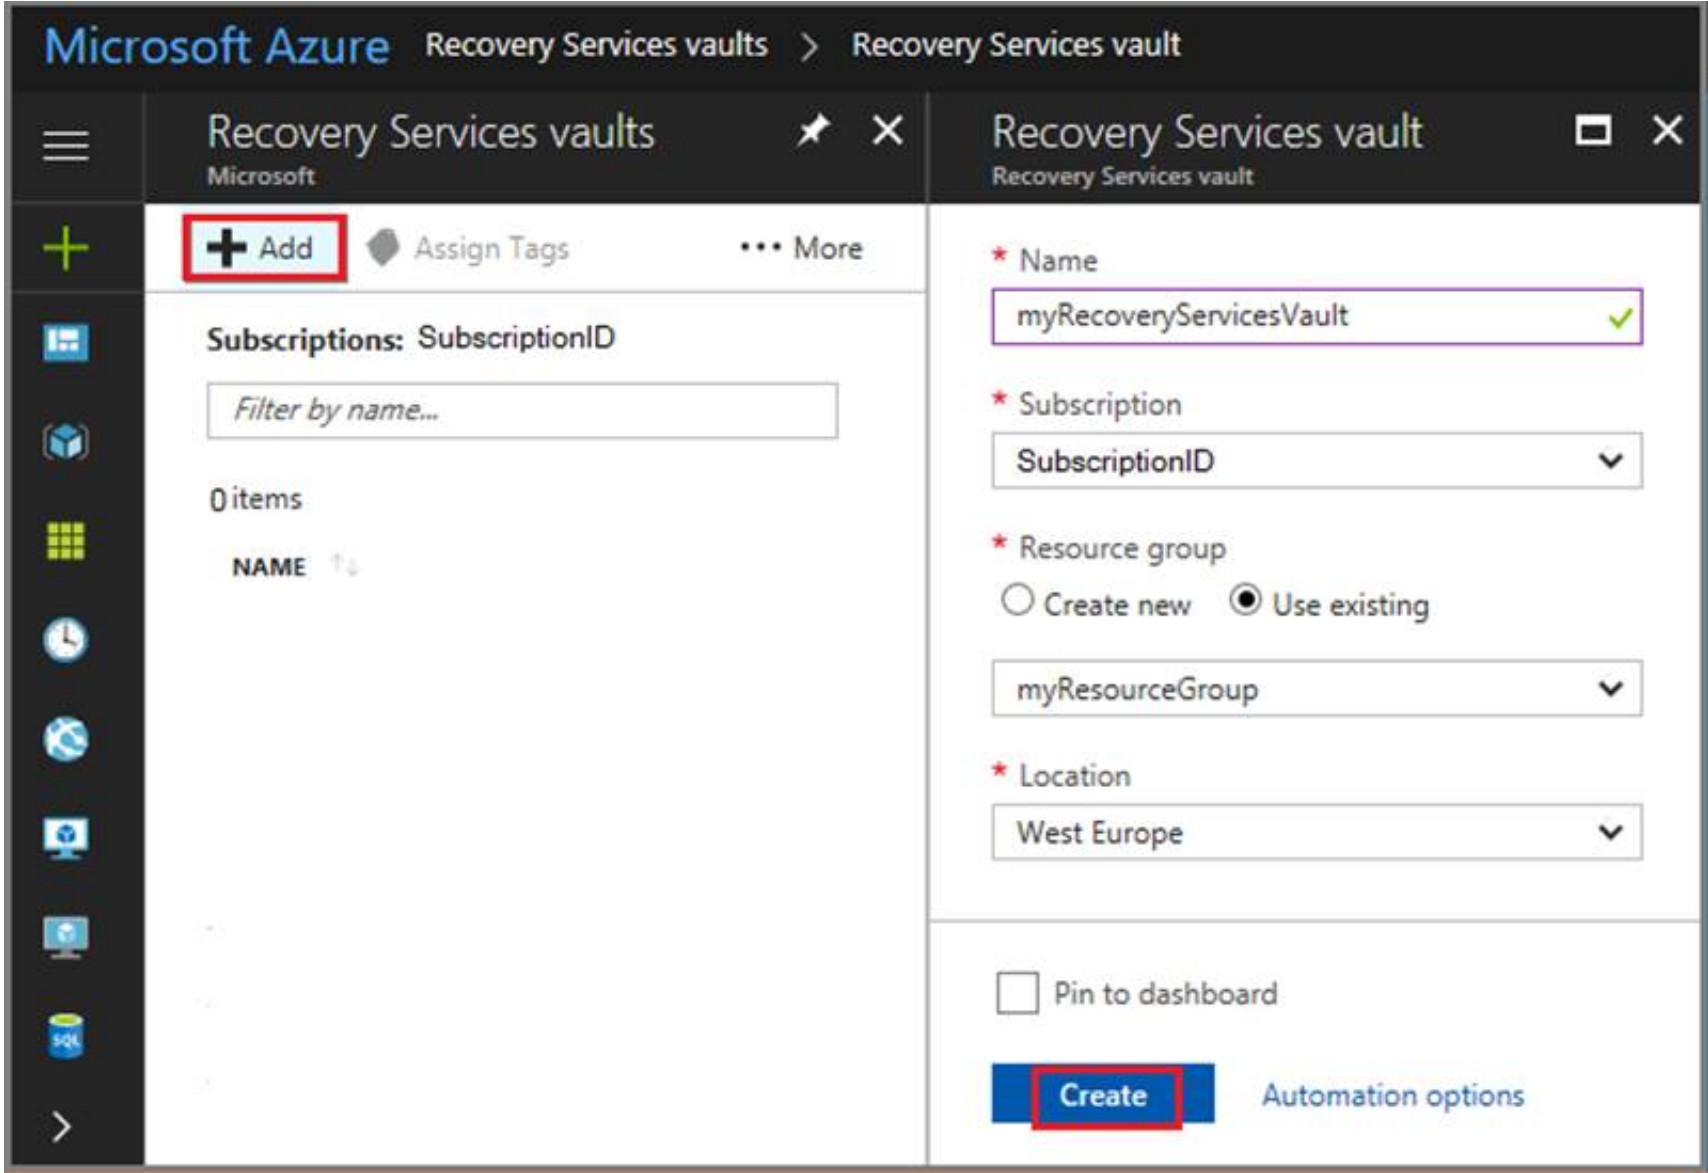 Microsoft Azure Recovery Services vaults > Recovery Services vault
Recovery Services vaults
Microsoft
Add Assign Tags ••• More
Subscriptions: SubscriptionID
Filter by name...
0 items
NAME
SQL
Recovery Services vault
Recovery Services vault
* Name
myRecoveryServicesVault
* Subscription
SubscriptionID
* Resource group
Create new Use existing
myResourceGroup
* Location
West Europe
Pin to dashboard
Create Automation options